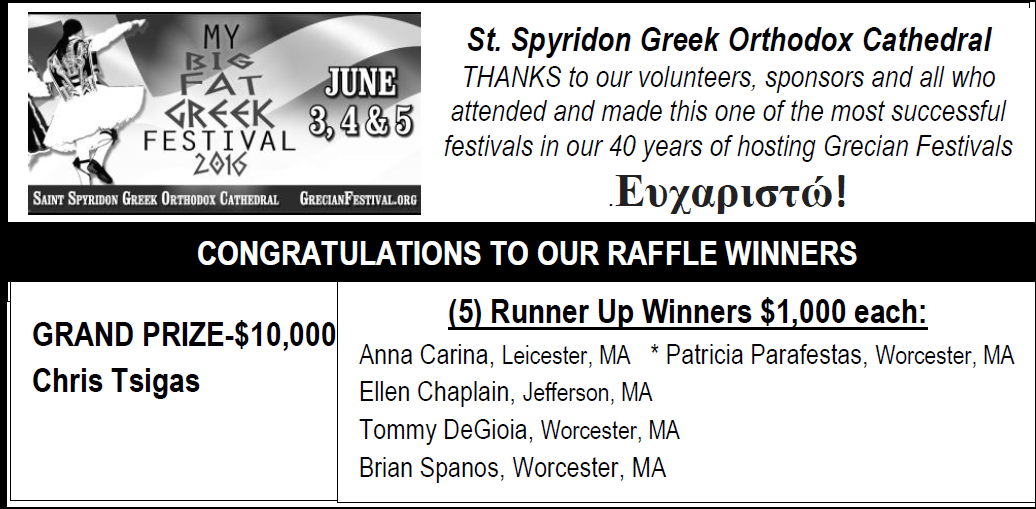 MY
BIG
FAT
GREEK
FESTIVAL
2016
JUNE
3, 4 & 5
SAINT SPYRIDON GREEK ORTHODOX CATHEDRAL GRECIANFESTIVAL.ORG
St. Spyridon Greek Orthodox Cathedral
THANKS to our volunteers, sponsors and all who
attended and made this one of the most successful
festivals in our 40 years of hosting Grecian Festivals
.Ευχαριστώ!
CONGRATULATIONS TO OUR RAFFLE WINNERS
GRAND PRIZE-$10,000
Chris Tsigas
(5) Runner Up Winners $1,000 each:
Anna Carina, Leicester, MA * Patricia Parafestas, Worcester, MA
Ellen Chaplain, Jefferson, MA
Tommy DeGioia, Worcester, MA
Brian Spanos, Worcester, MA